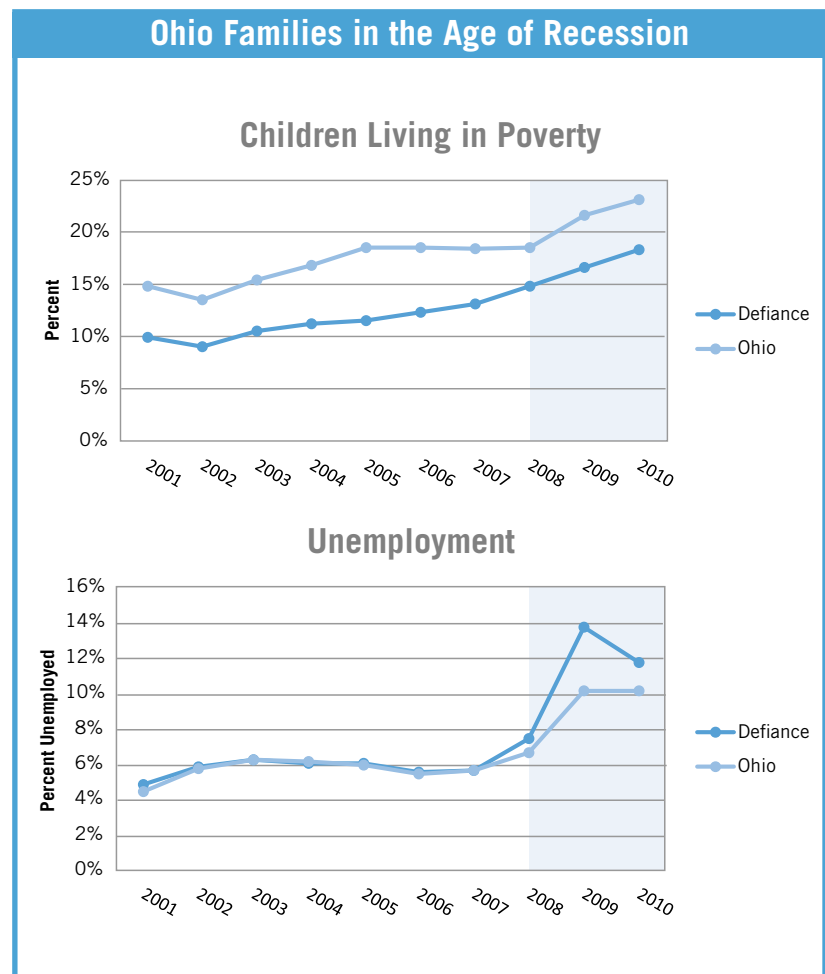 Ohio Families in the Age of Recession
Children Living in Poverty
25%
20%
15%
10%
5%
0%
Percent
2001 2002 2003 2004 2005 2006 2007 2008 2009 2010
Defiance
Ohio
Unemployment
16%
14%
12%
10%
8%
6%
4%
2%
0%
Percent Unemployed
2001 2002 2003 2004 2005 2006 2007 2008 2009 2010
Defiance
Ohio